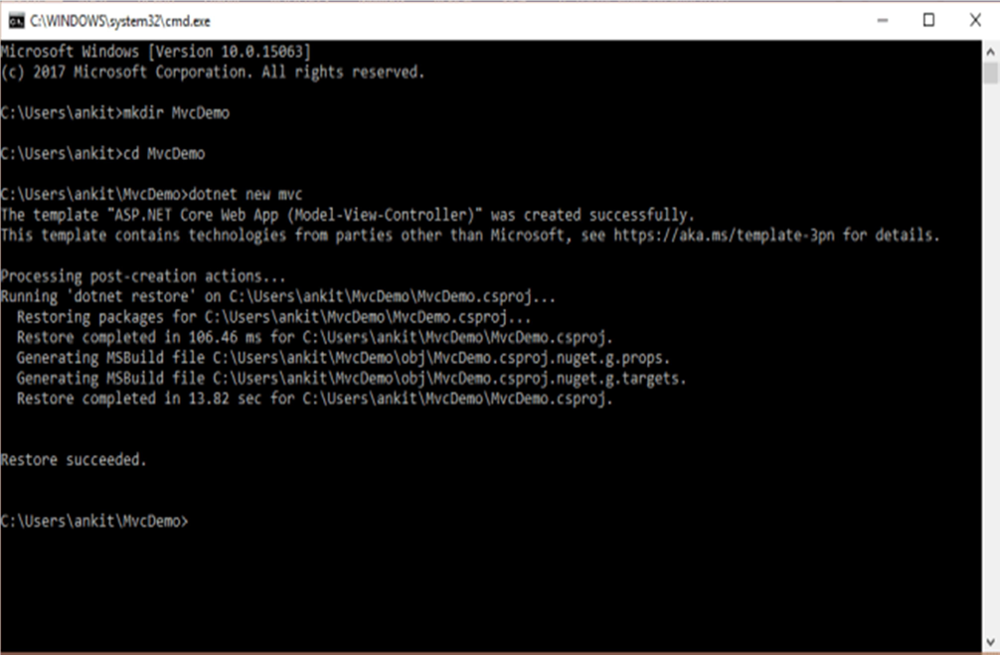 C:\WINDOWS\system32\cmd.exe
Microsoft Windows [Version 10.0.15063]
(c) 2017 Microsoft Corporation. All rights reserved.
C:\Users\ankit>mkdir MvcDemo
C:\Users\ankit>cd MvcDemo
C:\Users\ankit\MvcDemo>dotnet new mvc
The template "ASP.NET Core Web App (Model-View-Controller)" was created successfully.
This template contains technologies from parties other than Microsoft, see https://aka.ms/template-3pn for details.
Processing post-creation actions...
Running 'dotnet restore' on C:\Users\ankit\MvcDemo\MvcDemo.csproj...
Restoring packages for C:\Users\ankit\MvcDemo\MvcDemo.csproj...
Restore completed in 106.46 ms for C:\Users\ankit\MvcDemo\MvcDemo.csproj.
Generating MSBuild file C:\Users\ankit\MvcDemo\obj\MvcDemo.csproj.nuget.g.props.
Generating MSBuild file C:\Users\ankit\MvcDemo\obj\MvcDemo.csproj.nuget.g.targets.
Restore completed in 13.82 sec for C:\Users\ankit\MvcDemo\MvcDemo.csproj.
Restore succeeded.
C:\Users\ankit\MvcDemo>